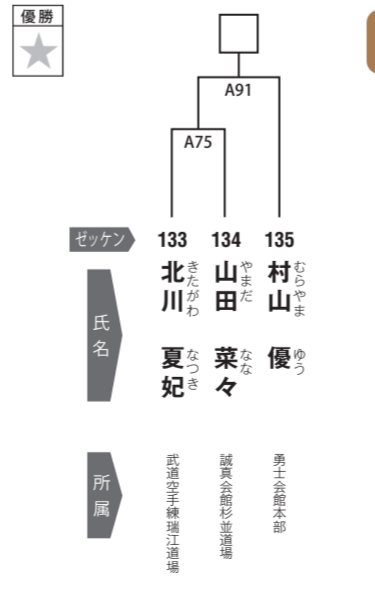 優勝
A91
A75
ゼッケン
133
134
135
氏名
北川 夏妃
きたがわ なつき
山田 菜々
やまだ なな
村山 優
むらやま ゆう
所属
武道空手練瑞江道場
誠真会館杉並道場
勇士会館本部